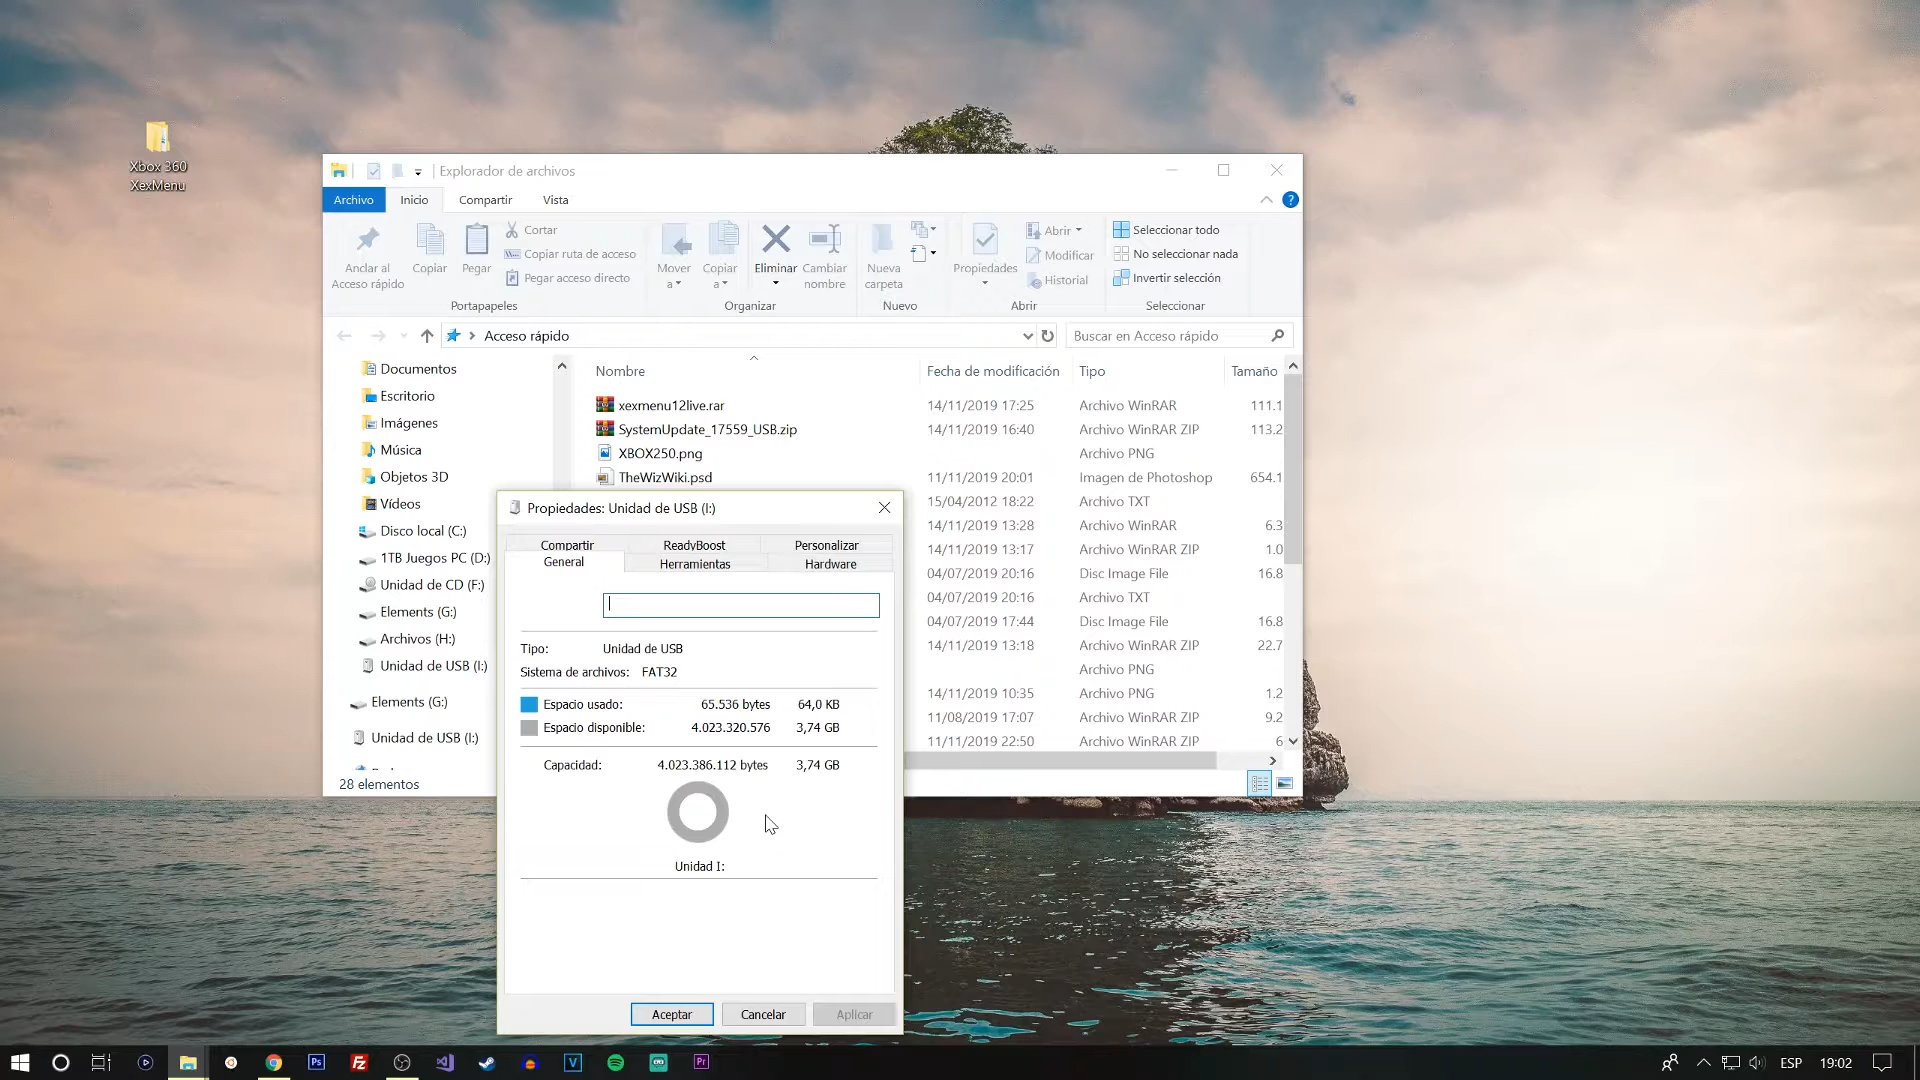 Xbox 360
XexMenu
Explorador de archivos
Archivo
Inicio
Compartir
Vista
Anclar al
Acceso rápido
Copiar
Pegar
Cortar
Copiar ruta de acceso
Pegar acceso directo
Portapapeles
Mover
a
Copiar
a
Eliminar
Cambiar
nombre
Organizar
Nueva
carpeta
Nuevo
Propiedades
Abrir
Modificar
Historial
Abrir
Seleccionar todo
No seleccionar nada
Invertir selección
Seleccionar
Acceso rápido
Buscar en Acceso rápido
Documentos
Escritorio
Imágenes
Música
Objetos 3D
Vídeos
Disco local (C:)
1TB Juegos PC (D:)
Unidad de CD (F:)
Elements (G:)
Archivos (H:)
Unidad de USB (I:)
Elements (G:)
Unidad de USB (I:)
28 elementos
Nombre Fecha de modificación Tipo Tamaño
xexmenu12live.rar 14/11/2019 17:25 Archivo WinRAR 111.1
SystemUpdate_17559_USB.zip 14/11/2019 16:40 Archivo WinRAR ZIP 113.2
XBOX250.png Archivo PNG
TheWizWiki.psd 11/11/2019 20:01 Imagen de Photoshop 654.1
15/04/2012 18:22 Archivo TXT
14/11/2019 13:28 Archivo WinRAR 6.3
14/11/2019 13:17 Archivo WinRAR ZIP 1.0
04/07/2019 20:16 Disc Image File 16.8
04/07/2019 20:16 Archivo TXT
04/07/2019 17:44 Disc Image File 16.8
14/11/2019 13:18 Archivo WinRAR ZIP 22.7
Archivo PNG
14/11/2019 10:35 Archivo PNG 1.2
11/08/2019 17:07 Archivo WinRAR ZIP 9.2
11/11/2019 22:50 Archivo WinRAR ZIP 6
Propiedades: Unidad de USB (I:)
Compartir ReadyBoost Personalizar
General Herramientas Hardware
Tipo: Unidad de USB
Sistema de archivos: FAT32
Espacio usado: 65.536 bytes 64,0 KB
Espacio disponible: 4.023.320.576 3,74 GB
Capacidad: 4.023.386.112 bytes 3,74 GB
Unidad I:
Aceptar Cancelar Aplicar
Ps
Fz
V
Pr
ESP
19:02